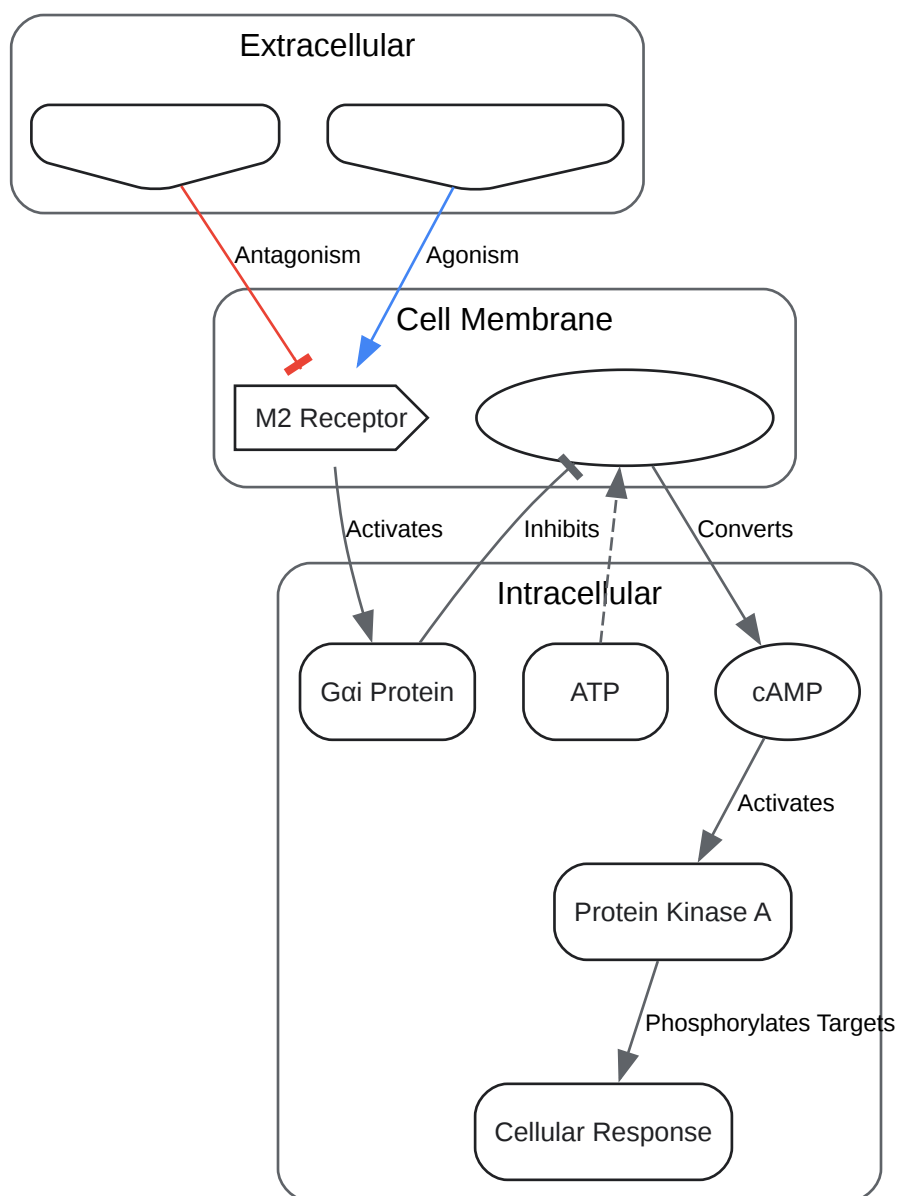 Extracellular
Antagonism
Agonism
Cell Membrane
M2 Receptor
Activates
Inhibits
Converts
Intracellular
Gαi Protein
ATP
cAMP
Activates
Protein Kinase A
Phosphorylates Targets
Cellular Response